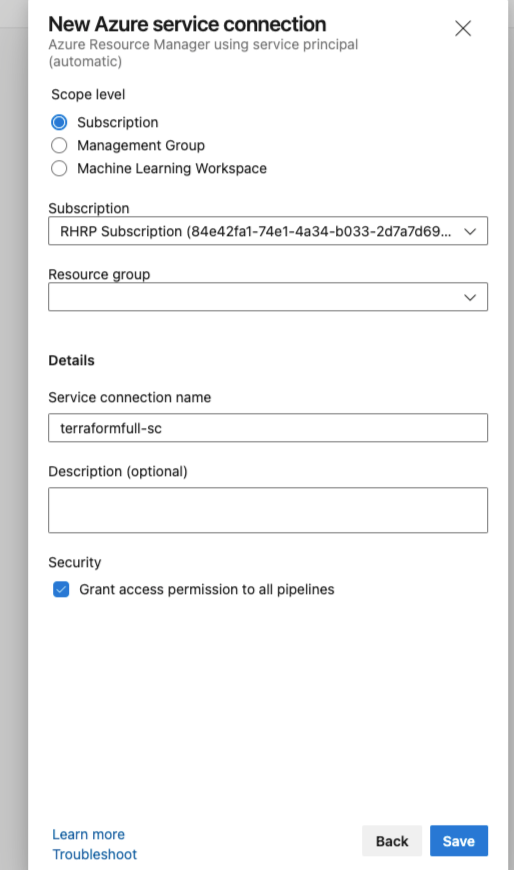 New Azure service connection
Azure Resource Manager using service principal
(automatic)
Scope level
Subscription
Management Group
Machine Learning Workspace
Subscription
RHRP Subscription (84e42fa1-74e1-4a34-b033-2d7a7d69...
Resource group
Details
Service connection name
terraformfull-sc
Description (optional)
Security
Grant access permission to all pipelines
Learn more
Troubleshoot
Back
Save